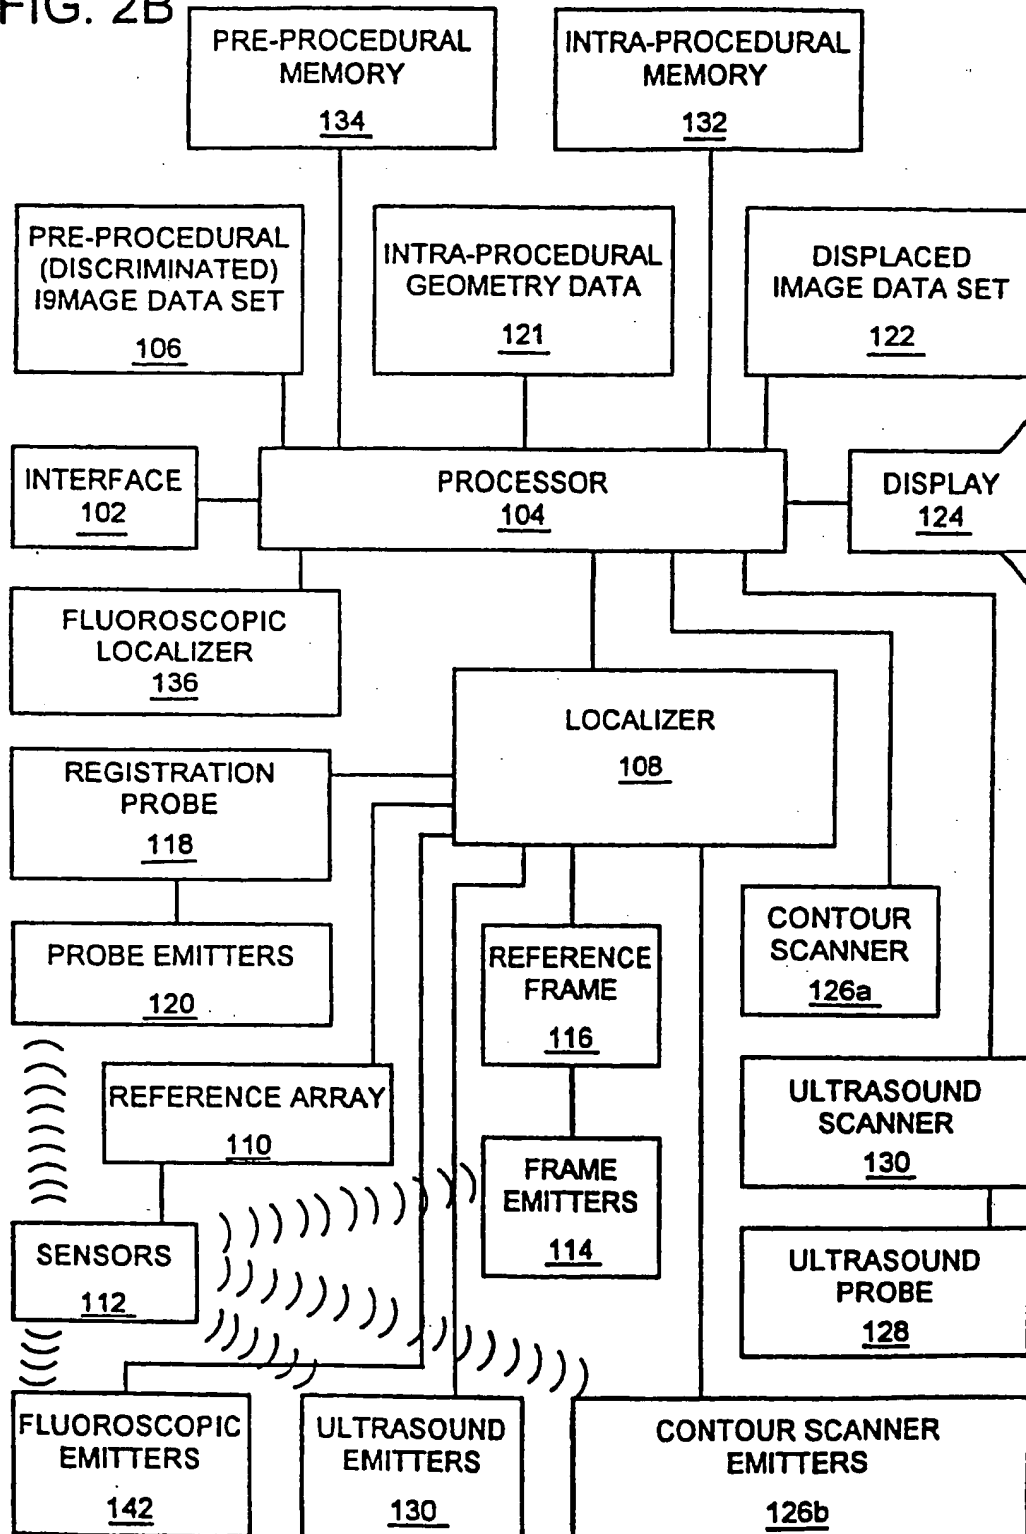 FIG. 2B
PRE-PROCEDURAL
MEMORY
134
INTRA-PROCEDURAL
MEMORY
132
PRE-PROCEDURAL
(DISCRIMINATED)
I9MAGE DATA SET
106
INTRA-PROCEDURAL
GEOMETRY DATA
121
DISPLACED
IMAGE DATA SET
122
INTERFACE
102
PROCESSOR
104
DISPLAY
124
FLUOROSCOPIC
LOCALIZER
136
LOCALIZER
108
REGISTRATION
PROBE
118
PROBE EMITTERS
120
REFERENCE
FRAME
116
CONTOUR
SCANNER
126a
REFERENCE ARRAY
110
ULTRASOUND
SCANNER
130
FRAME
EMITTERS
114
SENSORS
112
ULTRASOUND
PROBE
128
FLUOROSCOPIC
EMITTERS
142
ULTRASOUND
EMITTERS
130
CONTOUR SCANNER
EMITTERS
126b